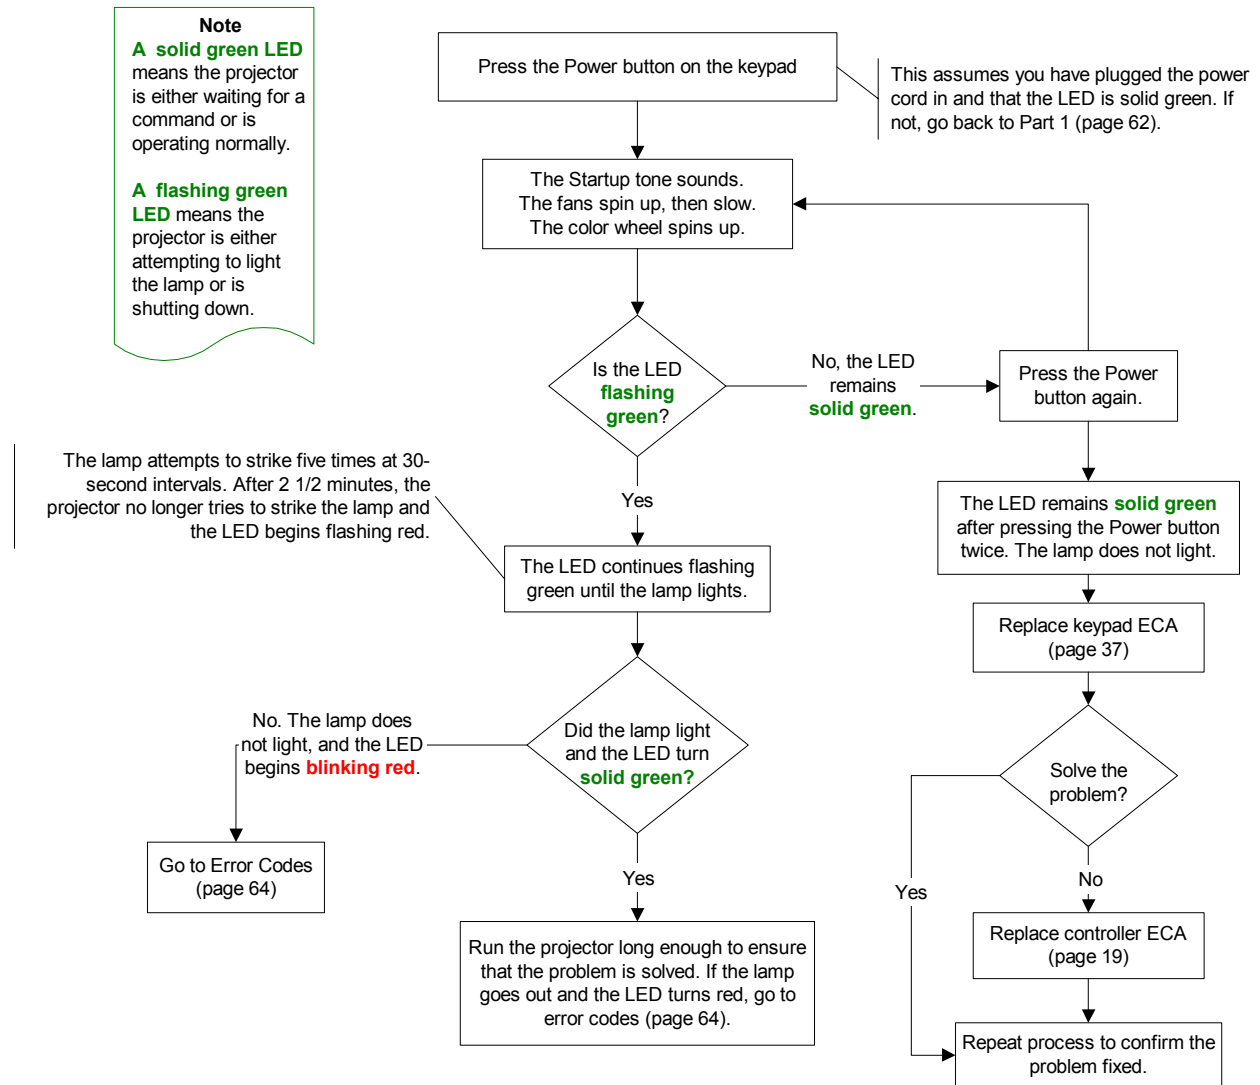 Note
A solid green LED
means the projector
is either waiting for a
command or is
operating normally.
A flashing green
LED means the
projector is either
attempting to light
the lamp or is
shutting down.
Press the Power button on the keypad
This assumes you have plugged the power
cord in and that the LED is solid green. If
not, go back to Part 1 (page 62).
The Startup tone sounds.
The fans spin up, then slow.
The color wheel spins up.
Is the LED
flashing
green?
No, the LED
remains
solid green.
Press the Power
button again.
The lamp attempts to strike five times at 30-
second intervals. After 2 1/2 minutes, the
projector no longer tries to strike the lamp and
the LED begins flashing red.
Yes
The LED continues flashing
green until the lamp lights.
The LED remains solid green
after pressing the Power button
twice. The lamp does not light.
Replace keypad ECA
(page 37)
No. The lamp does
not light, and the LED
begins blinking red.
Did the lamp light
and the LED turn
solid green?
Solve the
problem?
Go to Error Codes
(page 64)
Yes
Yes
No
Run the projector long enough to ensure
that the problem is solved. If the lamp
goes out and the LED turns red, go to
error codes (page 64).
Replace controller ECA
(page 19)
Repeat process to confirm the
problem fixed.